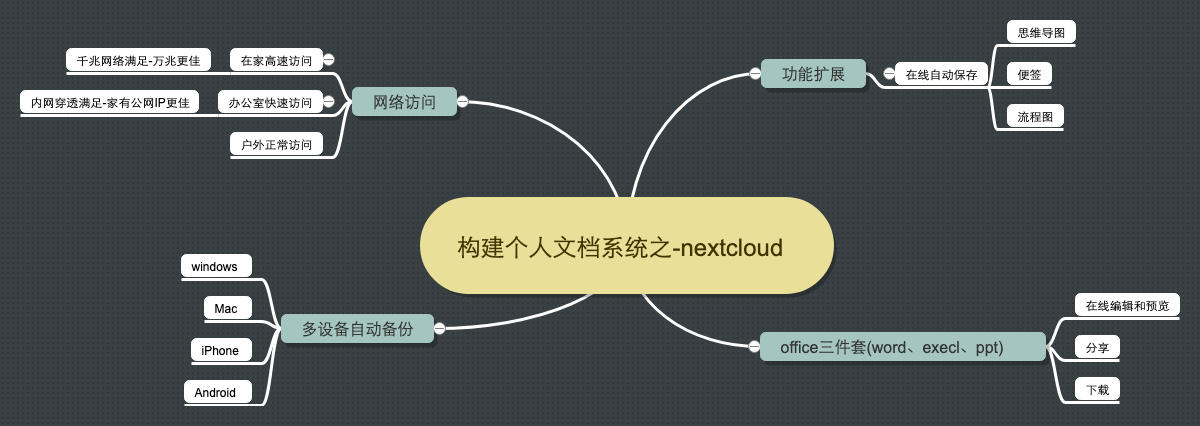 构建个人文档系统之-nextcloud
网络访问
在家高速访问
千兆网络满足-万兆更佳
办公室快速访问
内网穿透满足-家有公网IP更佳
户外正常访问
多设备自动备份
windows
Mac
iPhone
Android
功能扩展
在线自动保存
思维导图
便签
流程图
office三件套(word、execl、ppt)
在线编辑和预览
分享
下载